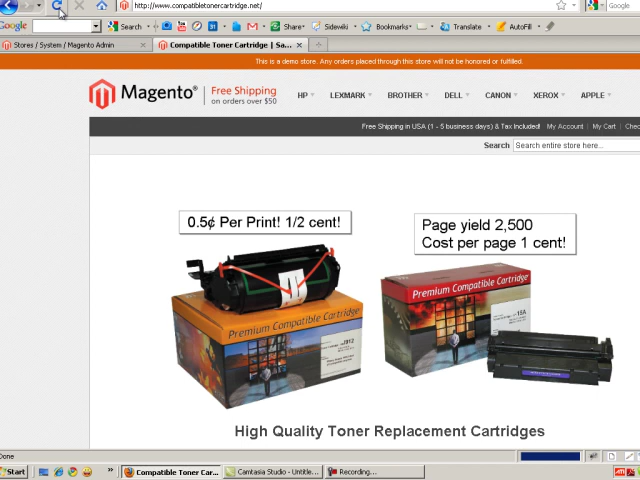 http://www.compatibletonercartridge.net/
Google
Google
Search
Share
Sidewiki
Bookmarks
Translate
AutoFill
Stores / System / Magento Admin
Compatible Toner Cartridge | Sa...
This is a demo store. Any orders placed through this store will not be honored or fulfilled.
Magento®
Free Shipping
on orders over $50
HP
LEXMARK
BROTHER
DELL
CANON
XEROX
APPLE
Free Shipping in USA (1 - 5 business days) & Tax Included!
My Account
My Cart
Chec
Search
Search entire store here...
0.5¢ Per Print! 1/2 cent!
Page yield 2,500
Cost per page 1 cent!
Premium Compatible Cartridge
Premium Compatible Cartridge
15A
High Quality Toner Replacement Cartridges
Done
Start
Compatible Toner Car...
Camtasia Studio - Untitle...
Recording...